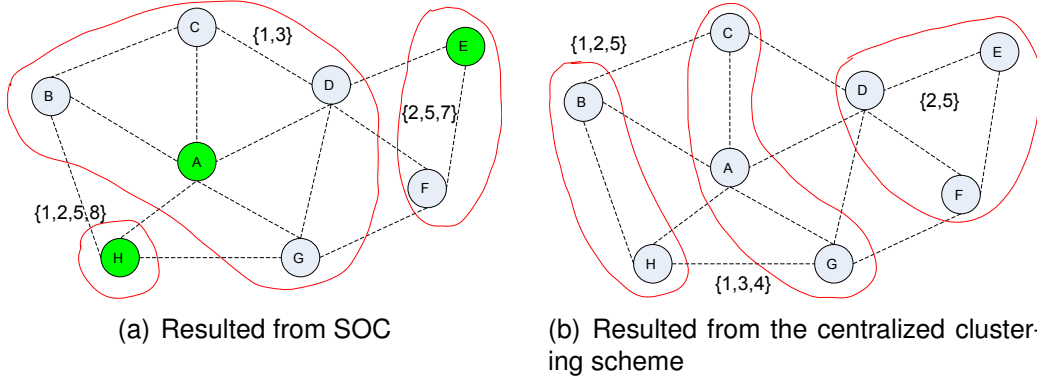 C
{1,3}
E
D
B
{2,5,7}
A
F
{1,2,5,8}
H
G
(a) Resulted from SOC
C
{1,2,5}
E
D
B
{2,5}
A
F
H
G
{1,3,4}
(b) Resulted from the centralized cluster-
ing scheme